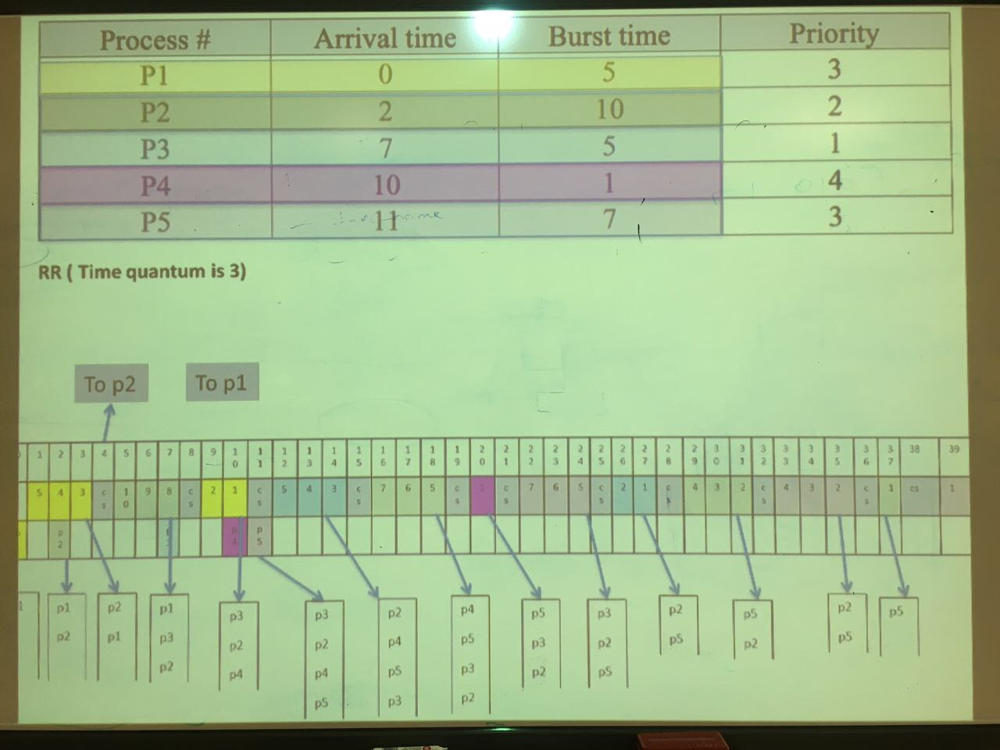 Process # Arrival time Burst time Priority
P1 0 5 3
P2 2 10 2
P3 7 5 1
P4 10 1 4
P5 11 7 3
RR ( Time quantum is 3)
To p2 To p1
1 2 3 4 5 6 7 8 9 10 11 12 13 14 15 16 17 18 19 20 21 22 23 24 25 26 27 28 29 30 31 32 33 34 35 36 37 38 39
5 4 3 cs 10 9 8 cs 2 1 cs 5 4 3 cs 7 6 5 cs 1 cs 7 6 5 cs 2 1 4 3 2 cs 4 3 2 cs 1 cs 1
p2 p4 p5
1 p1 p2 p1 p3 p3 p2 p4 p5 p3 p2 p5 p2 p5
p2 p1 p3 p2 p2 p4 p5 p3 p2 p5 p2 p5
p2 p4 p4 p5 p3 p2 p5
p5 p3 p2